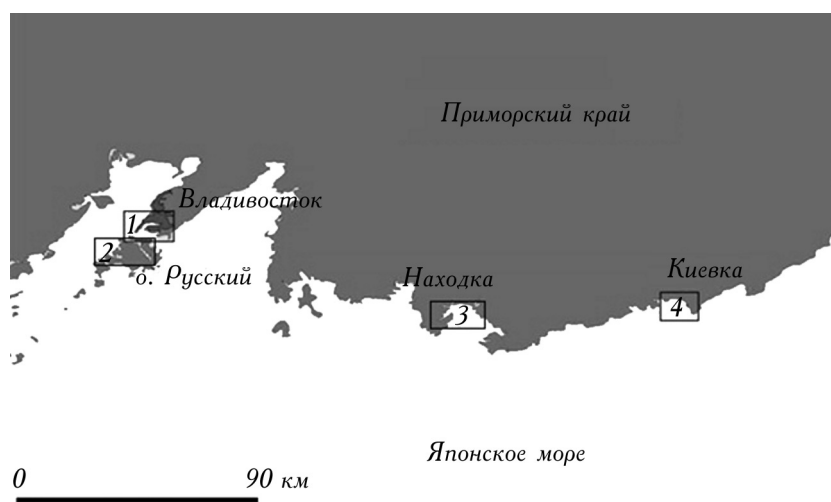 Приморский край
Владивосток
1
2
о. Русский
Находка
Киевка
3
4
Японское море
0 90 км